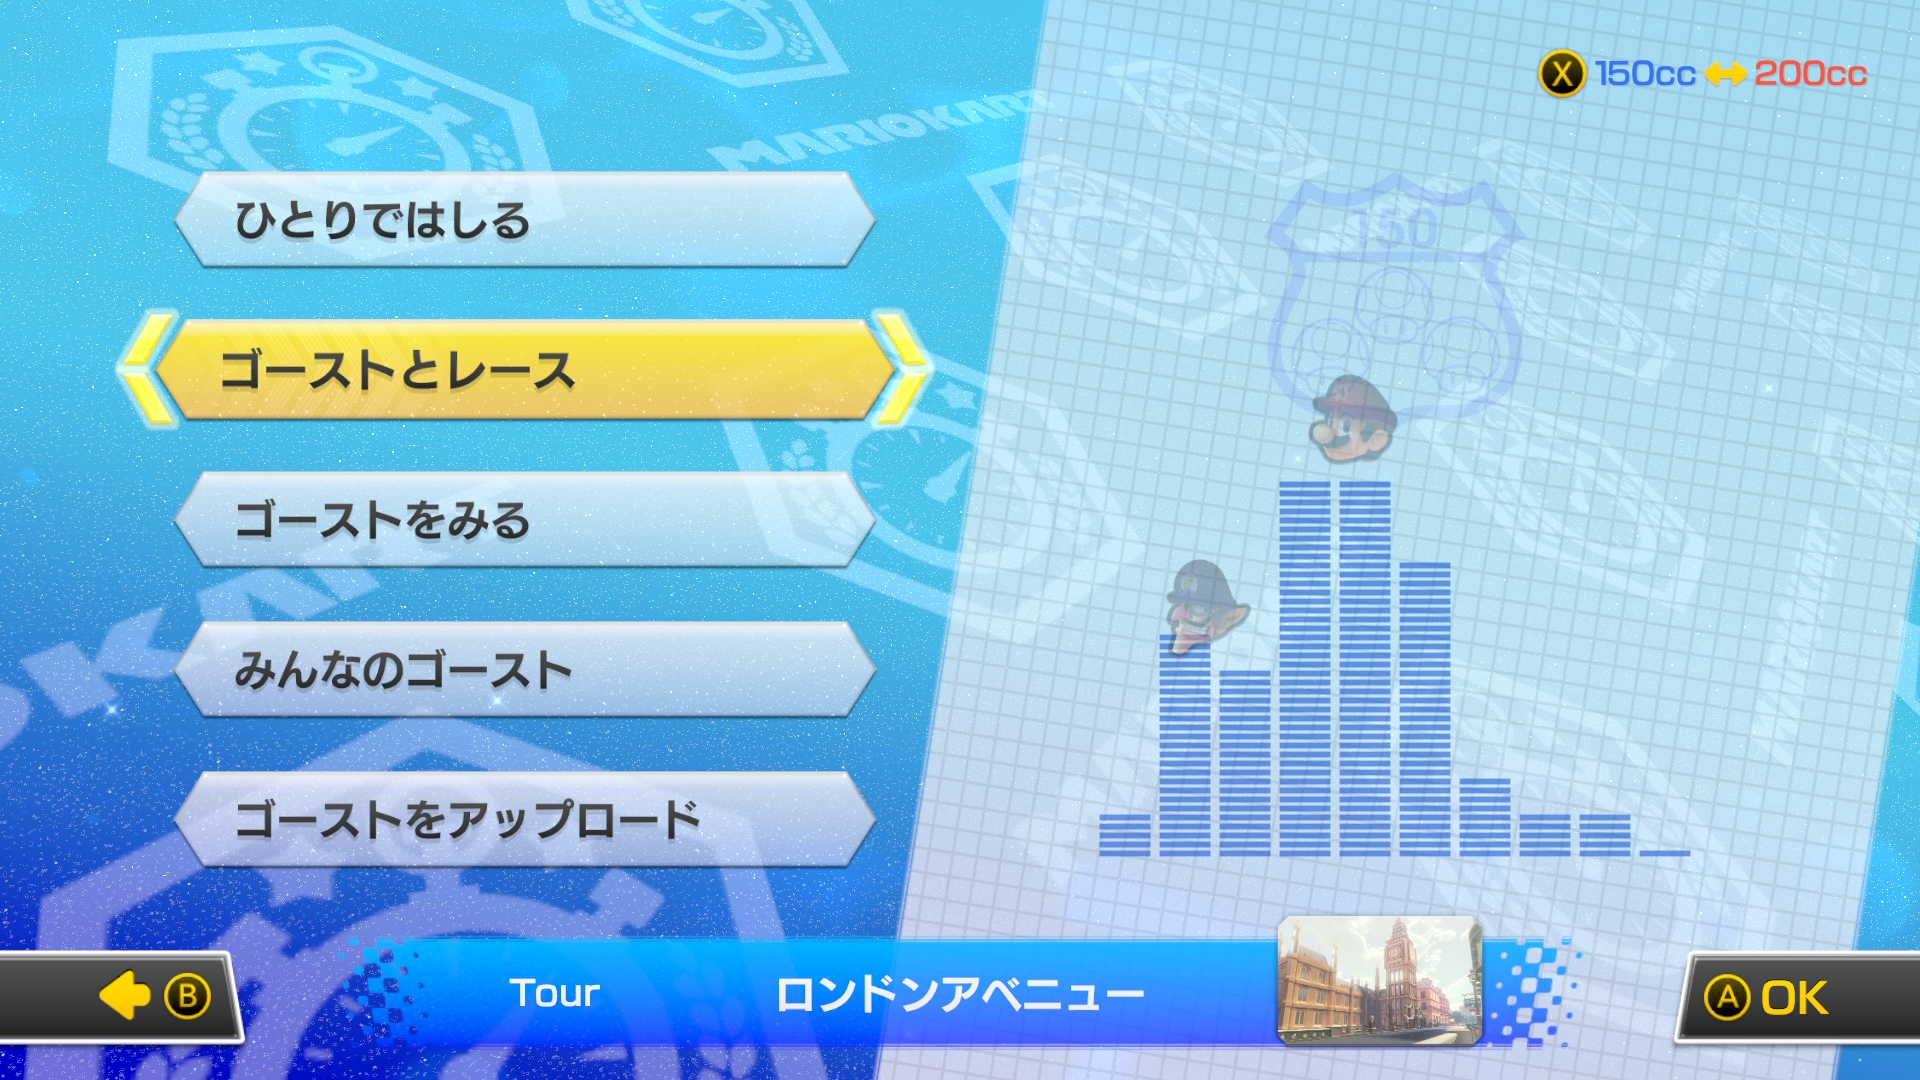 X 150cc ↔ 200cc
MARIOKART
150
ひとりではしる
ゴーストとレース
ゴーストをみる
みんなのゴースト
ゴーストをアップロード
B
Tour ロンドンアベニュー
A OK